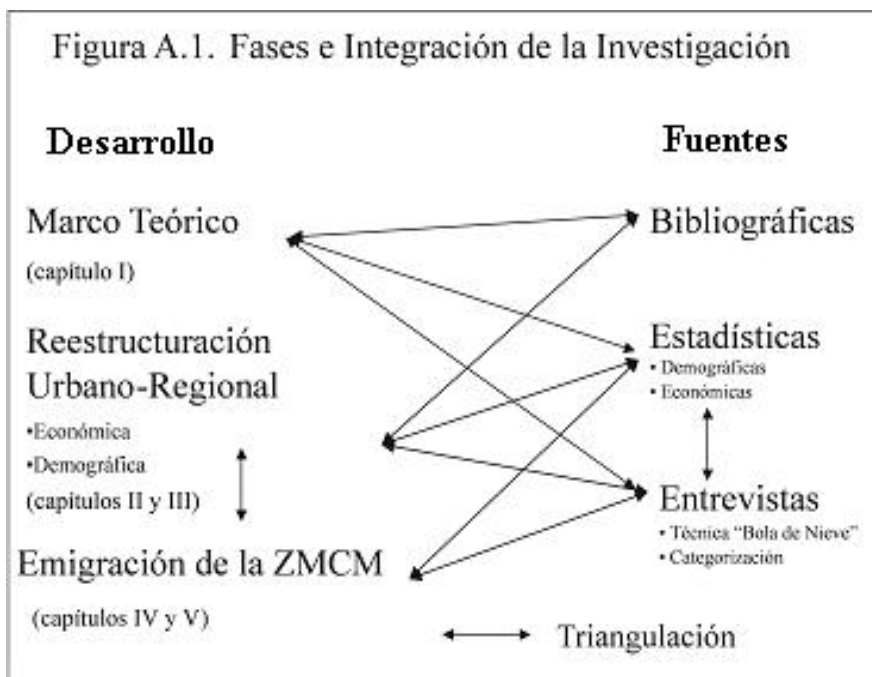 Figura A.1. Fases e Integración de la Investigación
Desarrollo
Marco Teórico
(capítulo I)
Reestructuración
Urbano-Regional
•Económica
•Demográfica
(capítulos II y III)
Emigración de la ZMCM
(capítulos IV y V)
Fuentes
Bibliográficas
Estadísticas
• Demográficas
• Económicas
Entrevistas
• Técnica “Bola de Nieve”
• Categorización
Triangulación